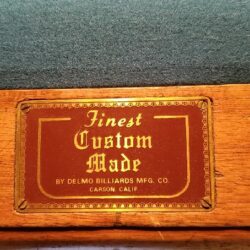 Finest
Custom
Made
BY DELMO BILLIARDS MFG. CO.
CARSON, CALIF.